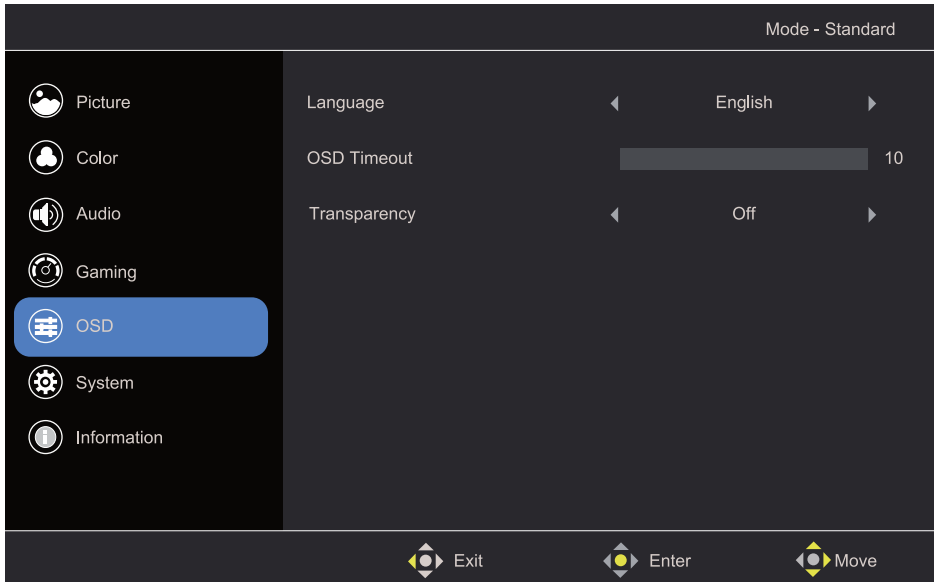 Mode - Standard
Picture
Color
Audio
Gaming
OSD
System
Information
Language English
OSD Timeout 10
Transparency Off
Exit Enter Move